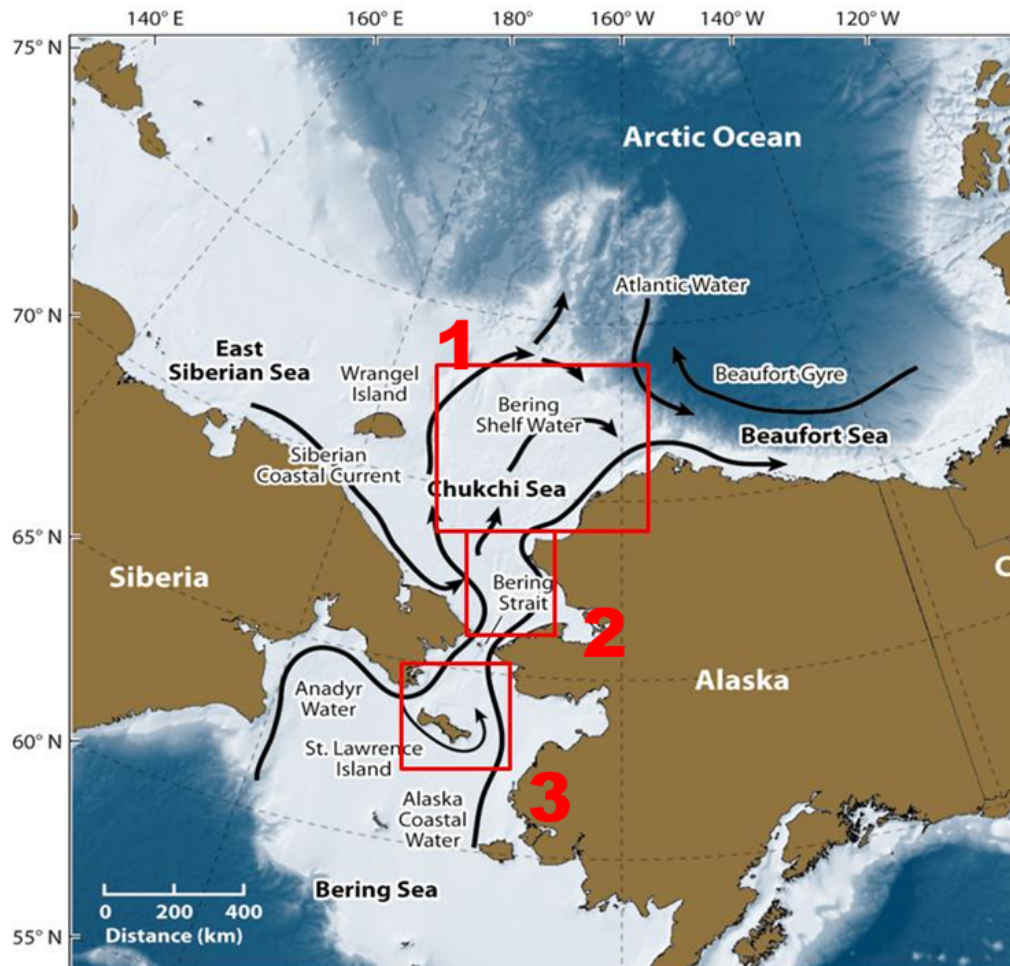 140° E
160° E
180°
160° W
140° W
120° W
75° N
Arctic Ocean
Atlantic Water
70° N
1
East
Siberian Sea
Wrangel
Island
Beaufort Gyre
Bering
Shelf Water
Beaufort Sea
Siberian
Coastal Current
Chukchi Sea
65° N
Siberia
Bering
Strait
C
2
Anadyr
Water
Alaska
60° N
St. Lawrence
Island
3
Alaska
Coastal
Water
Bering Sea
0 200 400
Distance (km)
55° N